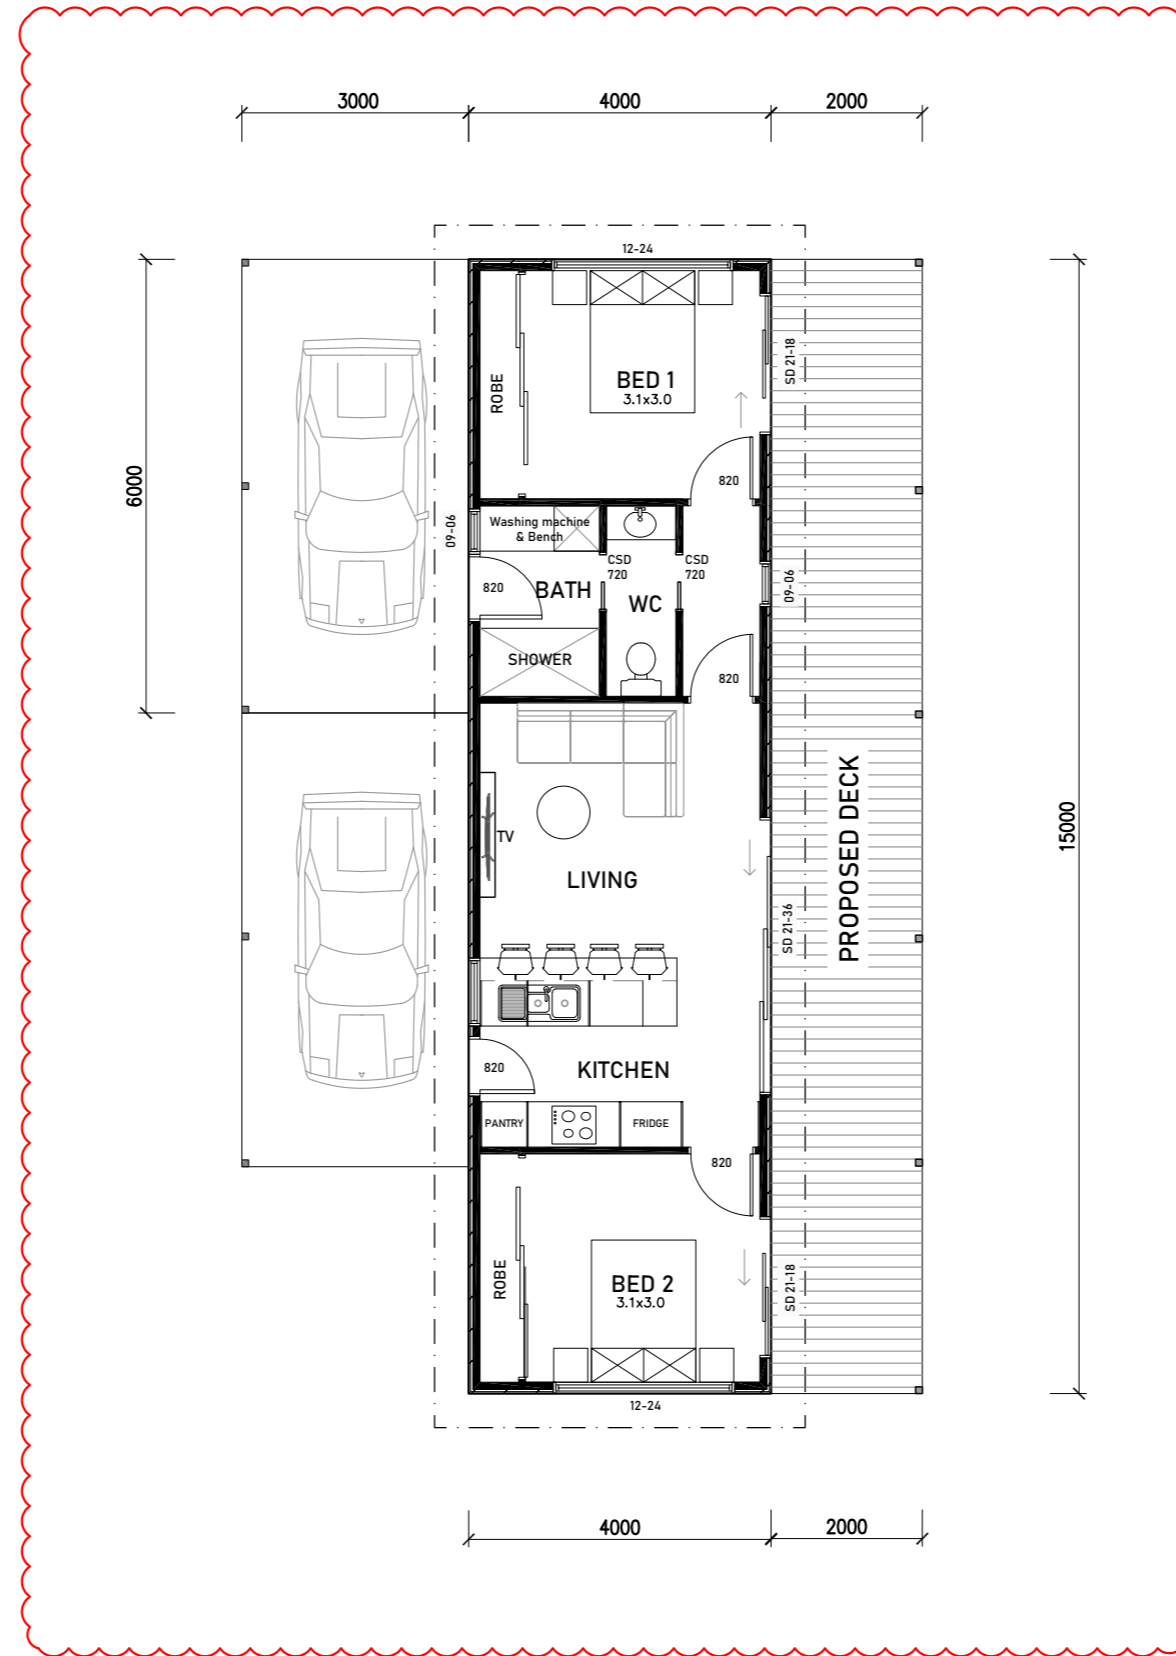 3000
4000
2000
12-24
ROBE
BED 1
3.1x3.0
SD 21-18
6000
820
09-06
Washing machine
& Bench
CSD
720
CSD
720
820
BATH
WC
09-06
SHOWER
820
PROPOSED DECK
15000
TV
LIVING
SD 21-36
820
KITCHEN
PANTRY
FRIDGE
820
ROBE
BED 2
3.1x3.0
SD 21-18
12-24
4000
2000